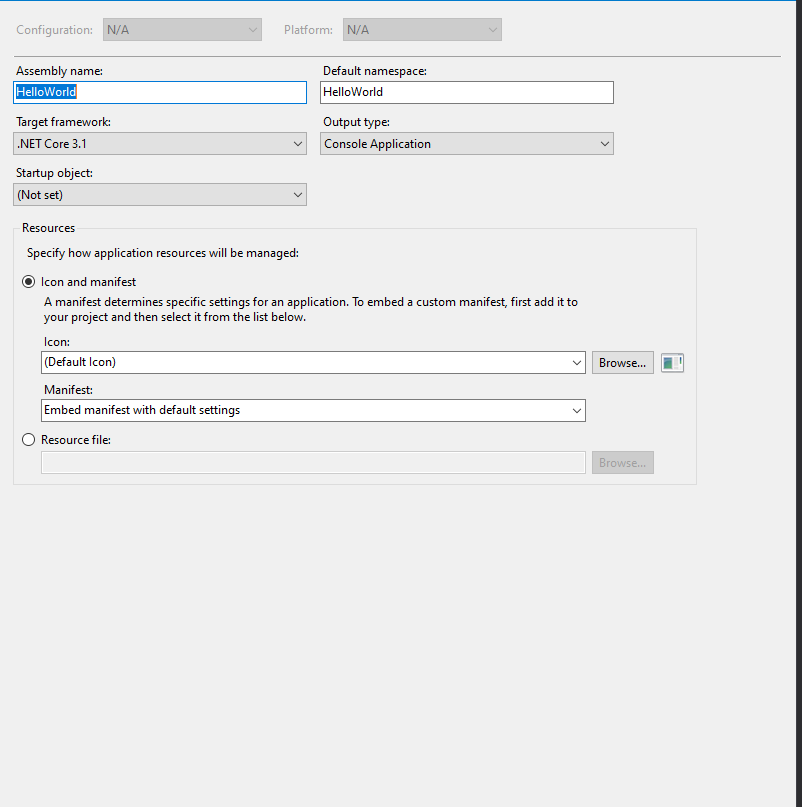 Configuration: N/A Platform: N/A
Assembly name: Default namespace:
HelloWorld HelloWorld
Target framework: Output type:
.NET Core 3.1 Console Application
Startup object:
(Not set)
Resources
Specify how application resources will be managed:
Icon and manifest
A manifest determines specific settings for an application. To embed a custom manifest, first add it to
your project and then select it from the list below.
Icon:
(Default Icon) Browse...
Manifest:
Embed manifest with default settings
Resource file:
Browse...